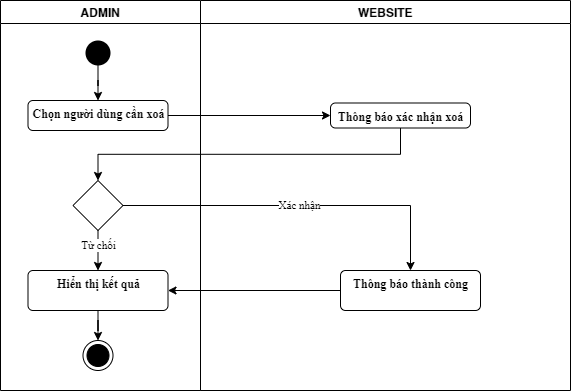 ADMIN
WEBSITE
Chọn người dùng cần xoá
Thông báo xác nhận xoá
Xác nhận
Từ chối
Hiển thị kết quả
Thông báo thành công